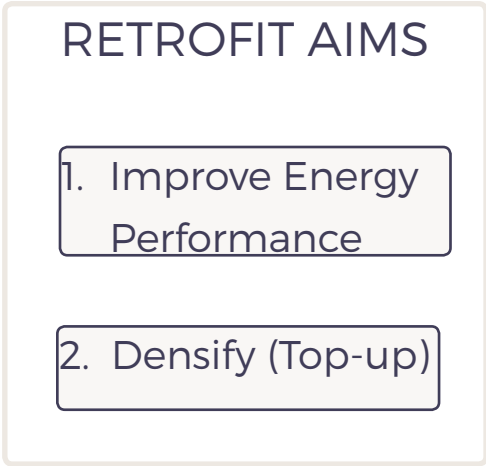 RETROFIT AIMS
1. Improve Energy
Performance
2. Densify (Top-up)